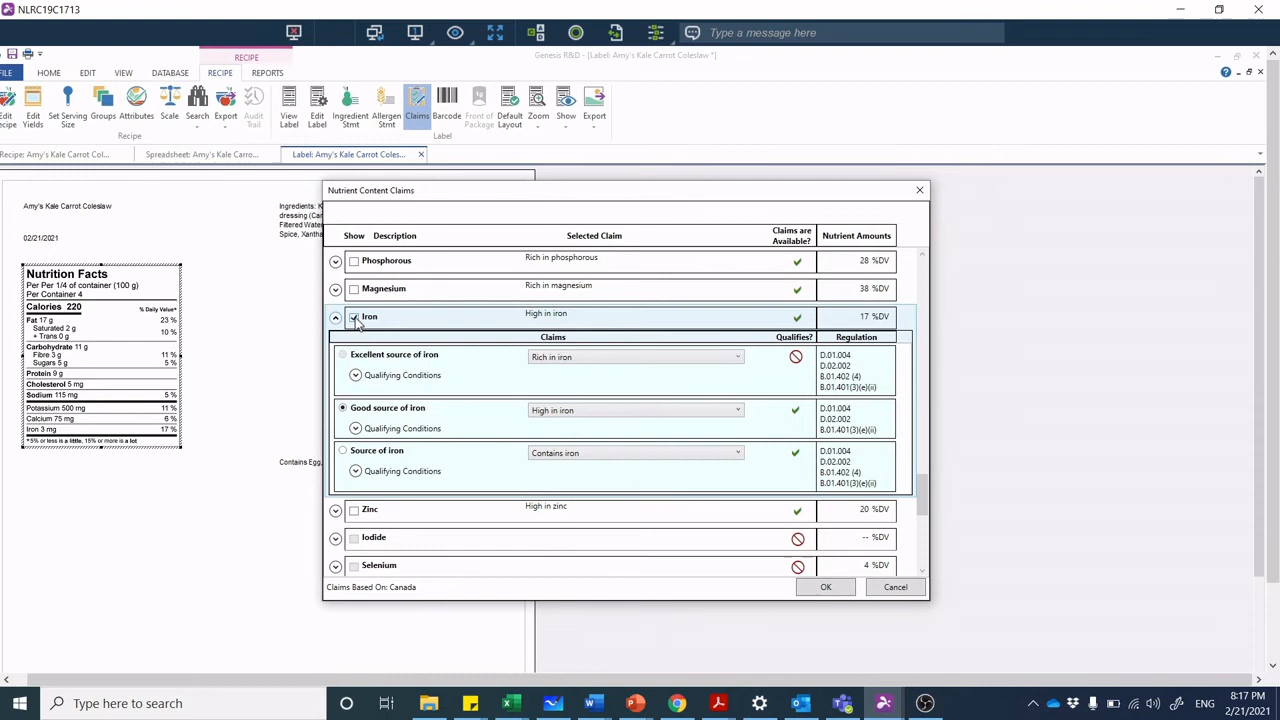 NLRC19C1713
Type a message here
RECIPE
Genesis R&D - [Label: Amy's Kale Carrot Coleslaw *]
FILE HOME EDIT VIEW DATABASE RECIPE REPORTS
Edit Recipe
Edit Yields
Set Serving Size
Groups
Attributes
Scale
Search
Export
Audit Trail
View Label
Edit Label
Ingredient Stmt
Allergen Stmt
Claims
Barcode
Front of Package
Default Layout
Zoom
Show
Export
Recipe
Label
Recipe: Amy's Kale Carrot Col...
Spreadsheet: Amy's Kale Carro...
Label: Amy's Kale Carrot Coles...
Amy's Kale Carrot Coleslaw
02/21/2021
Ingredients: K
dressing (Ca
Filtered Water
Spice, Xantha
Contains Egg,
Nutrition Facts
Per Per 1/4 of container (100 g)
Per Container 4
Calories 220
% Daily Value*
Fat 17 g 23 %
Saturated 2 g
+ Trans 0 g 10 %
Carbohydrate 11 g
Fibre 3 g 11 %
Sugars 5 g 5 %
Protein 9 g
Cholesterol 5 mg
Sodium 115 mg 5 %
Potassium 500 mg 11 %
Calcium 75 mg 6 %
Iron 3 mg 17 %
*5% or less is a little, 15% or more is a lot
Nutrient Content Claims
Show Description Selected Claim Claims are Available? Nutrient Amounts
Phosphorous Rich in phosphorous 28 %DV
Magnesium Rich in magnesium 38 %DV
Iron High in iron 17 %DV
Claims Qualifies? Regulation
Excellent source of iron Rich in iron
Qualifying Conditions
D.01.004
D.02.002
B.01.402 (4)
B.01.401(3)(e)(ii)
Good source of iron High in iron
Qualifying Conditions
D.01.004
D.02.002
B.01.401(3)(e)(ii)
Source of iron Contains iron
Qualifying Conditions
D.01.004
D.02.002
B.01.402 (4)
B.01.401(3)(e)(ii)
Zinc High in zinc 20 %DV
Iodide -- %DV
Selenium 4 %DV
Claims Based On: Canada
OK Cancel
Type here to search
ENG
8:17 PM
2/21/2021